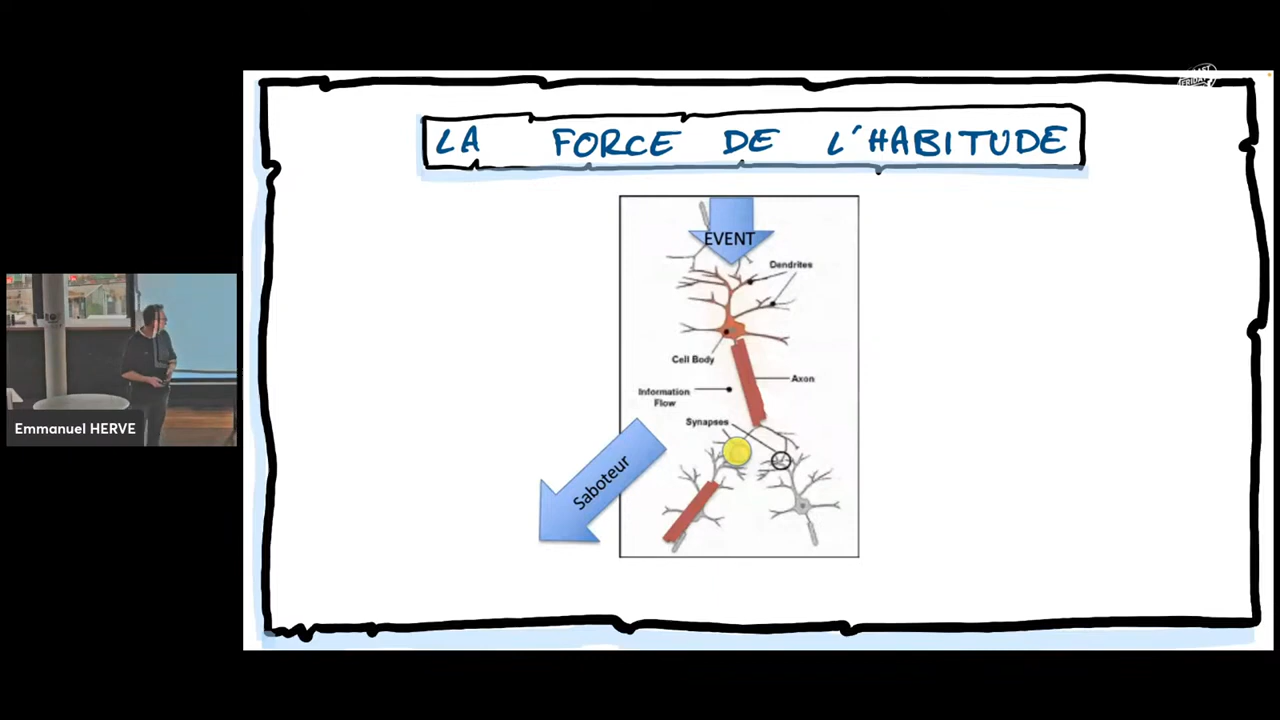 LA FORCE DE L'HABITUDE
EVENT
Dendrites
Cell Body
Axon
Information
Flow
Synapses
Saboteur
Emmanuel HERVE